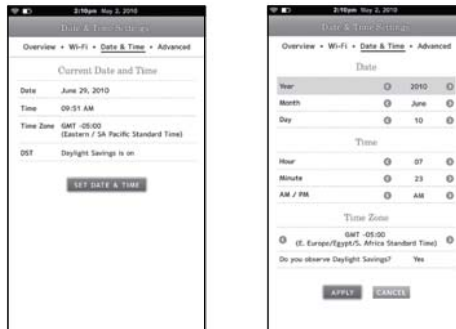 2:10pm May 2, 2010
Date & Time Settings
Overview • Wi-Fi • Date & Time • Advanced
Current Date and Time
Date June 29, 2010
Time 09:51 AM
Time Zone GMT -05:00
(Eastern / SA Pacific Standard Time)
DST Daylight Savings is on
SET DATE & TIME
2:10pm May 2, 2010
Date & Time Settings
Overview • Wi-Fi • Date & Time • Advanced
Date
Year 2010
Month June
Day 10
Time
Hour 07
Minute 23
AM / PM AM
Time Zone
GMT -05:00
(E. Europe/Egypt/S. Africa Standard Time)
Do you observe Daylight Savings? Yes
APPLY CANCEL